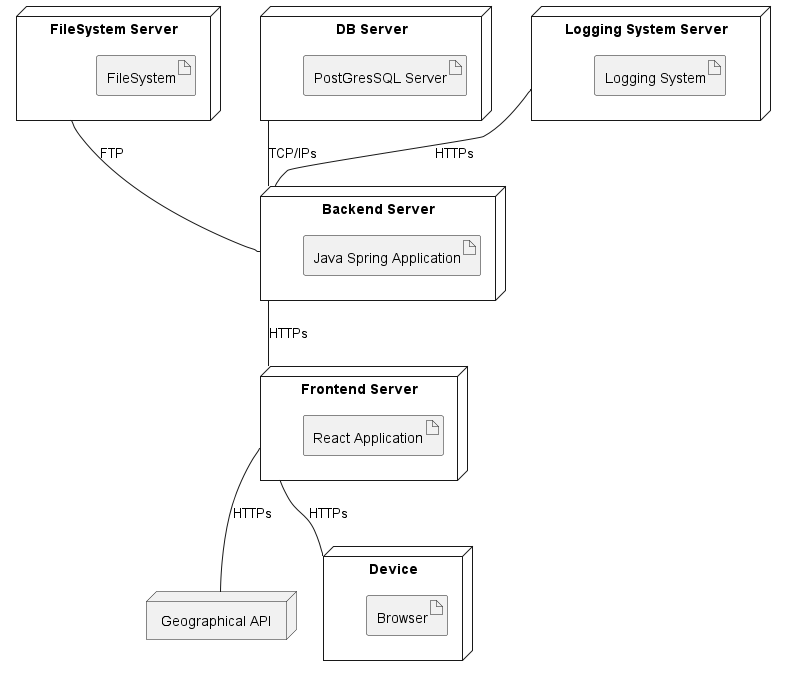 FileSystem Server
FileSystem
DB Server
PostGresSQL Server
Logging System Server
Logging System
FTP
TCP/IPs
HTTPs
Backend Server
Java Spring Application
HTTPs
Frontend Server
React Application
HTTPs
HTTPs
Geographical API
Device
Browser